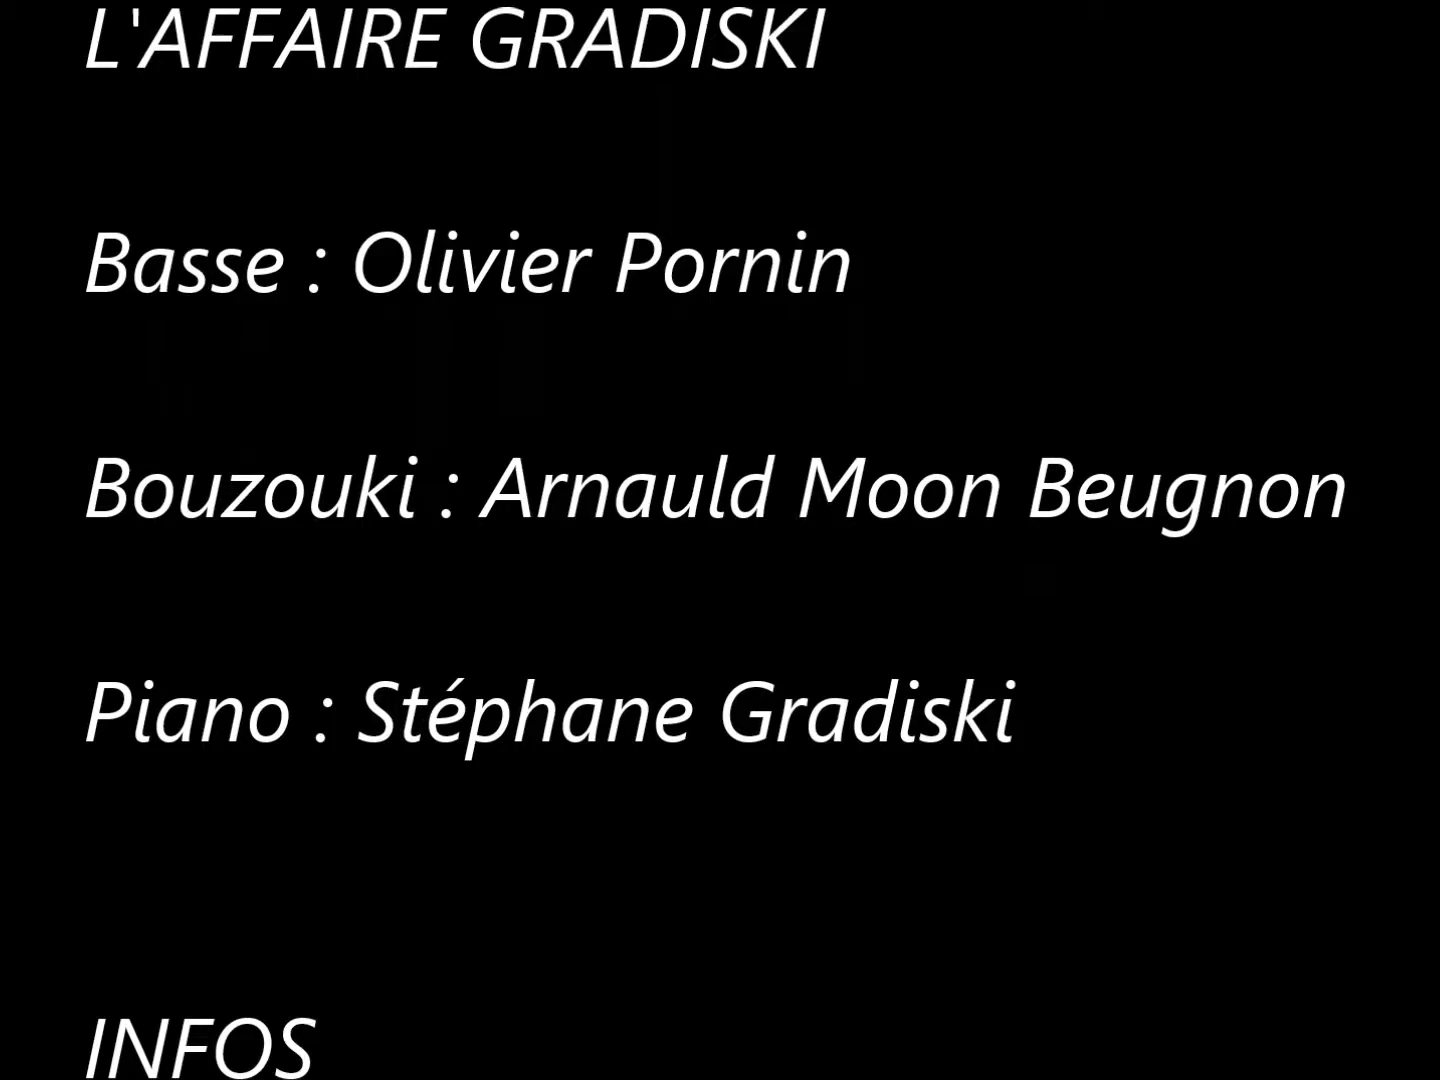 L'AFFAIRE GRADISKI
Basse : Olivier Pornin
Bouzouki : Arnauld Moon Beugnon
Piano : Stéphane Gradiski
INFOS